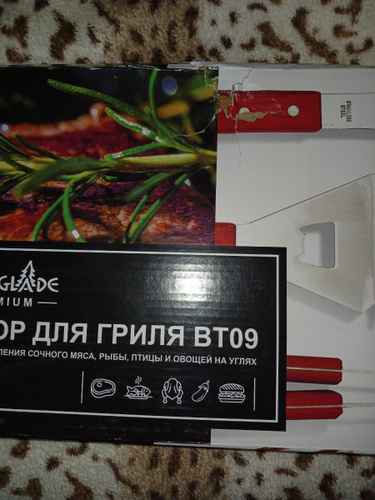 GLADE
MIUM
ОР ДЛЯ ГРИЛЯ BT09
ЛЕНИЯ СОЧНОГО МЯСА, РЫБЫ, ПТИЦЫ И ОВОЩЕЙ НА УГЛЯХ